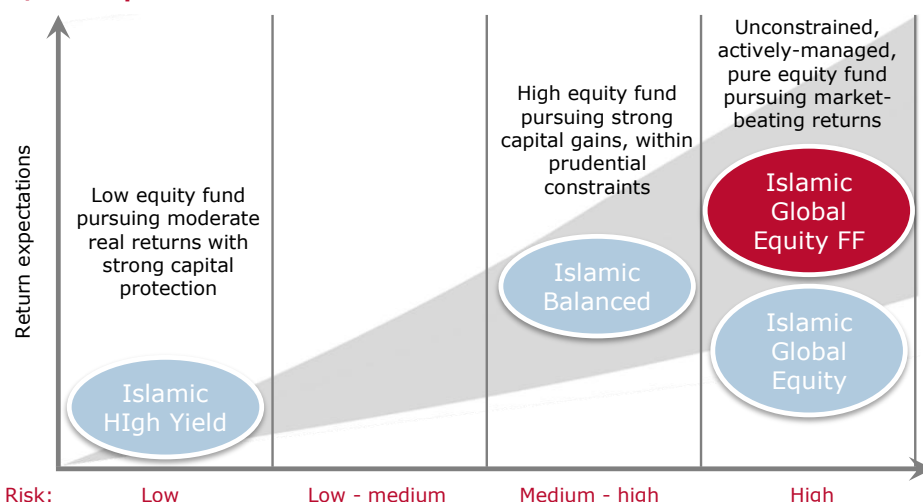 Unconstrained,
actively-managed,
pure equity fund
pursuing market-
beating returns
High equity fund
pursuing strong
capital gains, within
prudential
constraints
Low equity fund
pursuing moderate
real returns with
strong capital
protection
Return expectations
Islamic
Global
Equity FF
Islamic
Balanced
Islamic
Global
Equity
Islamic
HIgh Yield
Risk: Low Low - medium Medium - high High